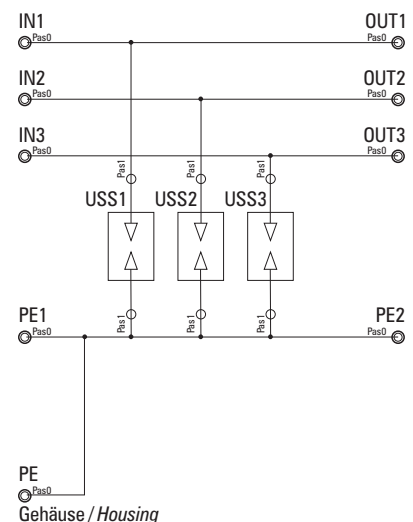 IN1 OUT1
Pas0 Pas0
IN2 OUT2
Pas0 Pas0
IN3 OUT3
Pas0 Pas0
Pas1 Pas1 Pas1
USS1 USS2 USS3
Pas1 Pas1 Pas1
PE1 PE2
Pas0 Pas0
PE
Pas0
Gehäuse / Housing